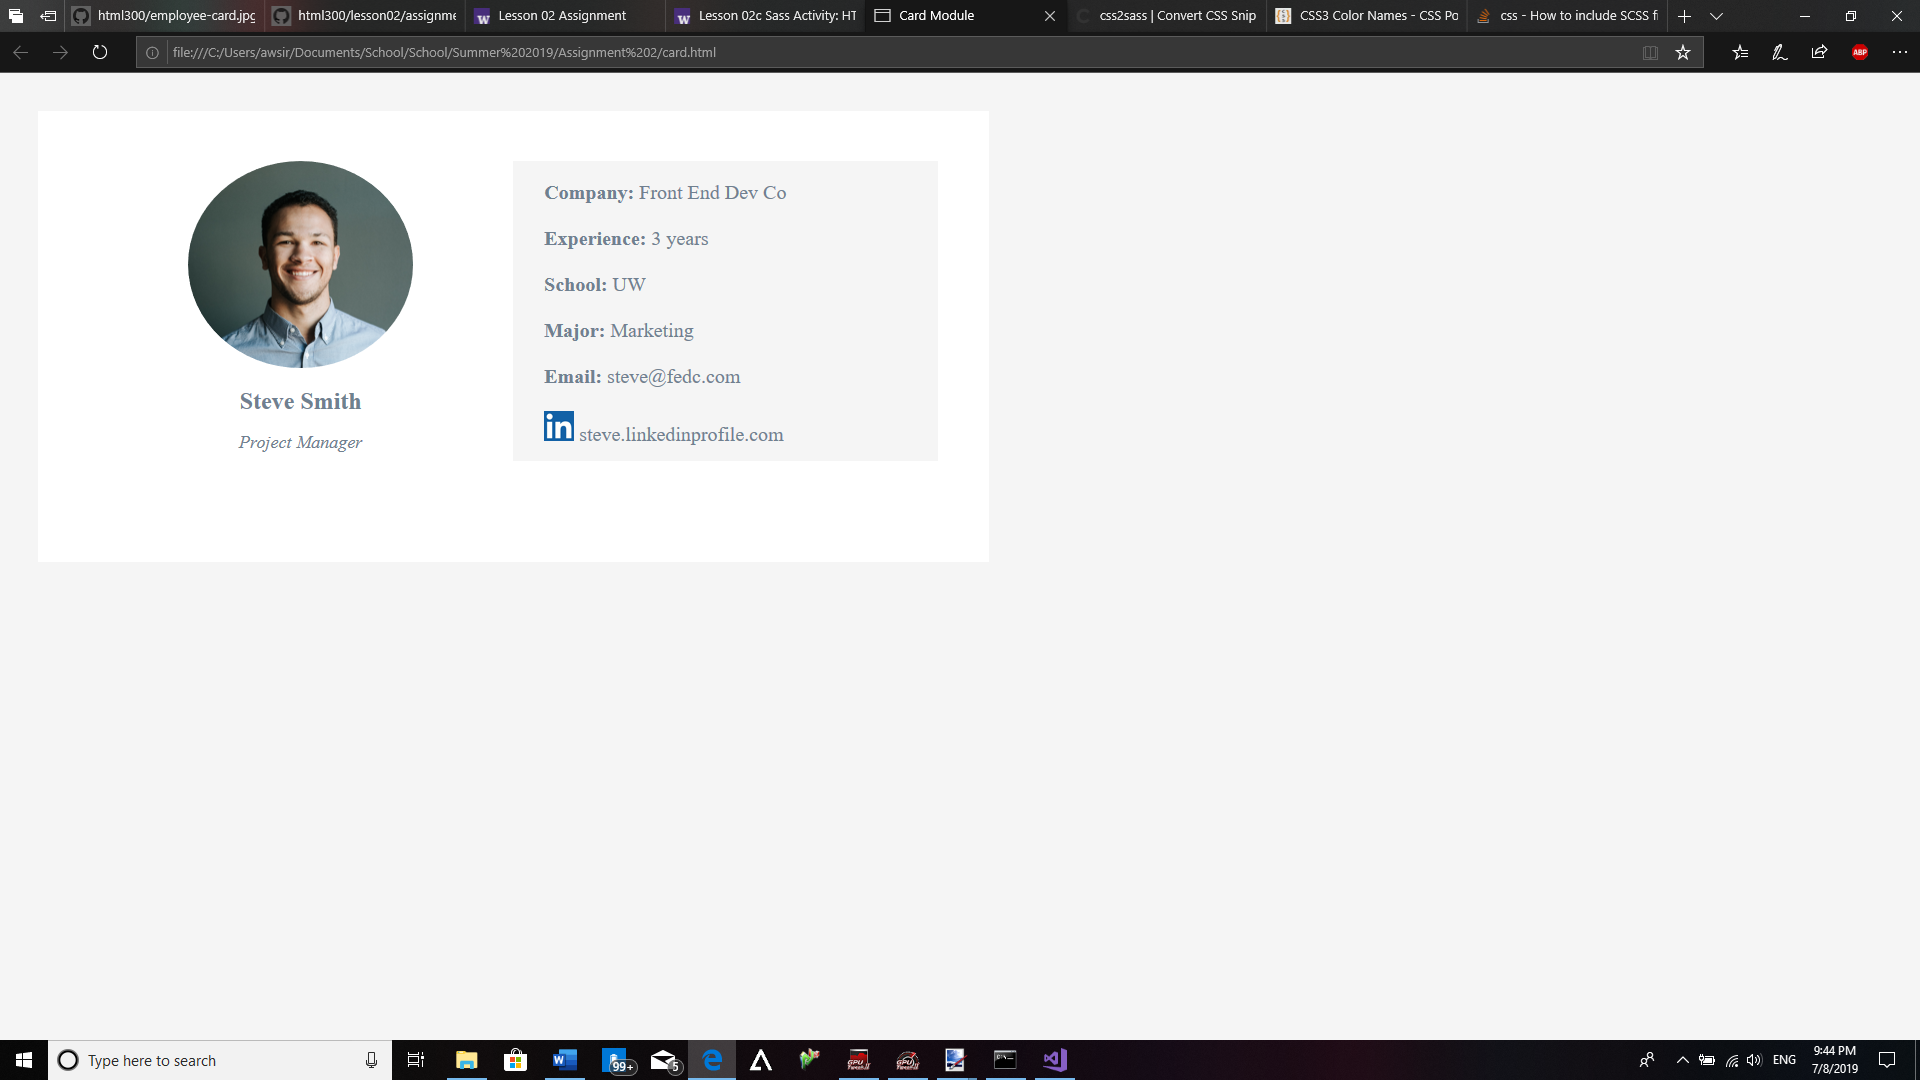 html300/employee-card.jpg
html300/lesson02/assignme
Lesson 02 Assignment
Lesson 02c Sass Activity: HT
Card Module
css2sass | Convert CSS Snip
CSS3 Color Names - CSS Po
css - How to include SCSS fi
file:///C:/Users/awsir/Documents/School/School/Summer%202019/Assignment%202/card.html
ABP
Steve Smith
Project Manager
Company: Front End Dev Co
Experience: 3 years
School: UW
Major: Marketing
Email: steve@fedc.com
in steve.linkedinprofile.com
Type here to search
99+
5
ENG
9:44 PM
7/8/2019